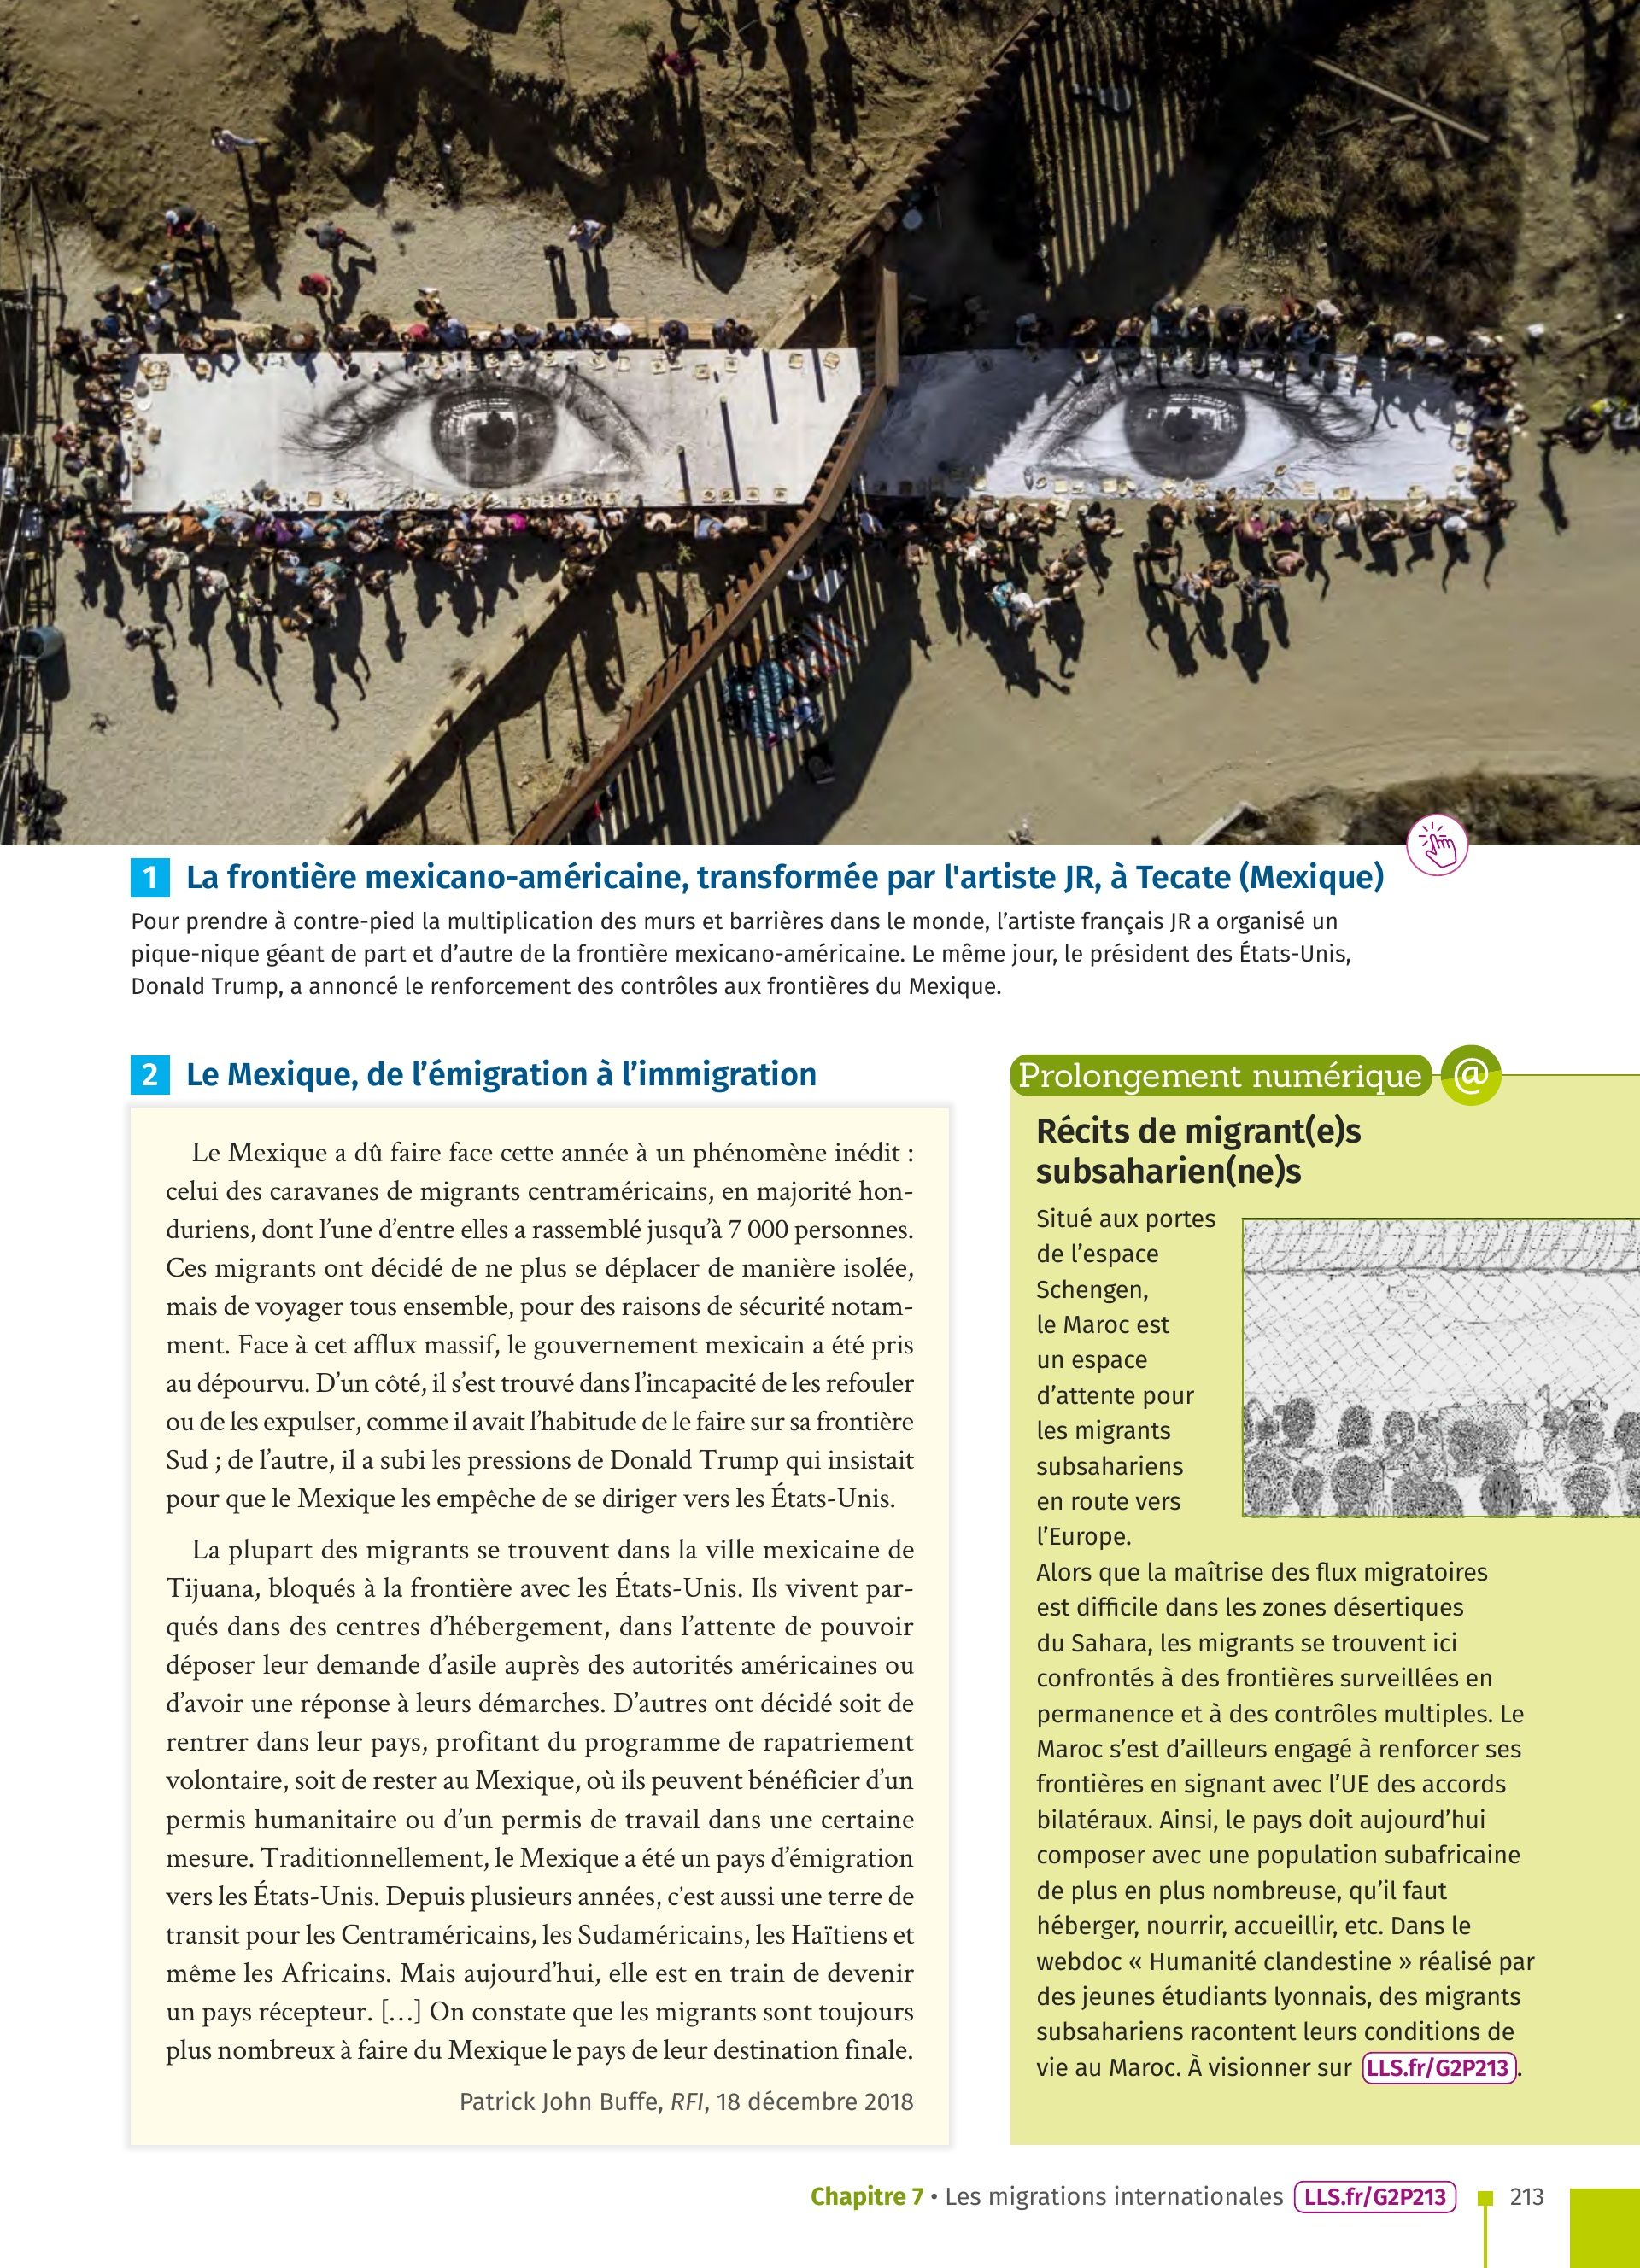 1 La frontière mexicano-américaine, transformée par l'artiste JR, à Tecate (Mexique)
Pour prendre à contre-pied la multiplication des murs et barrières dans le monde, l’artiste français JR a organisé un
pique-nique géant de part et d’autre de la frontière mexicano-américaine. Le même jour, le président des États-Unis,
Donald Trump, a annoncé le renforcement des contrôles aux frontières du Mexique.
2 Le Mexique, de l’émigration à l’immigration
Le Mexique a dû faire face cette année à un phénomène inédit :
celui des caravanes de migrants centraméricains, en majorité hon-
duriens, dont l’une d’entre elles a rassemblé jusqu’à 7 000 personnes.
Ces migrants ont décidé de ne plus se déplacer de manière isolée,
mais de voyager tous ensemble, pour des raisons de sécurité notam-
ment. Face à cet afflux massif, le gouvernement mexicain a été pris
au dépourvu. D’un côté, il s’est trouvé dans l’incapacité de les refouler
ou de les expulser, comme il avait l’habitude de le faire sur sa frontière
Sud ; de l’autre, il a subi les pressions de Donald Trump qui insistait
pour que le Mexique les empêche de se diriger vers les États-Unis.
La plupart des migrants se trouvent dans la ville mexicaine de
Tijuana, bloqués à la frontière avec les États-Unis. Ils vivent par-
qués dans des centres d’hébergement, dans l’attente de pouvoir
déposer leur demande d’asile auprès des autorités américaines ou
d’avoir une réponse à leurs démarches. D’autres ont décidé soit de
rentrer dans leur pays, profitant du programme de rapatriement
volontaire, soit de rester au Mexique, où ils peuvent bénéficier d’un
permis humanitaire ou d’un permis de travail dans une certaine
mesure. Traditionnellement, le Mexique a été un pays d’émigration
vers les États-Unis. Depuis plusieurs années, c’est aussi une terre de
transit pour les Centraméricains, les Sudaméricains, les Haïtiens et
même les Africains. Mais aujourd’hui, elle est en train de devenir
un pays récepteur. […] On constate que les migrants sont toujours
plus nombreux à faire du Mexique le pays de leur destination finale.
Patrick John Buffe, RFI, 18 décembre 2018
Prolongement numérique @
Récits de migrant(e)s
subsaharien(ne)s
Situé aux portes
de l’espace
Schengen,
le Maroc est
un espace
d’attente pour
les migrants
subsahariens
en route vers
l’Europe.
Alors que la maîtrise des flux migratoires
est difficile dans les zones désertiques
du Sahara, les migrants se trouvent ici
confrontés à des frontières surveillées en
permanence et à des contrôles multiples. Le
Maroc s’est d’ailleurs engagé à renforcer ses
frontières en signant avec l’UE des accords
bilatéraux. Ainsi, le pays doit aujourd’hui
composer avec une population subafricaine
de plus en plus nombreuse, qu’il faut
héberger, nourrir, accueillir, etc. Dans le
webdoc « Humanité clandestine » réalisé par
des jeunes étudiants lyonnais, des migrants
subsahariens racontent leurs conditions de
vie au Maroc. À visionner sur LLS.fr/G2P213.
Chapitre 7 • Les migrations internationales LLS.fr/G2P213 213